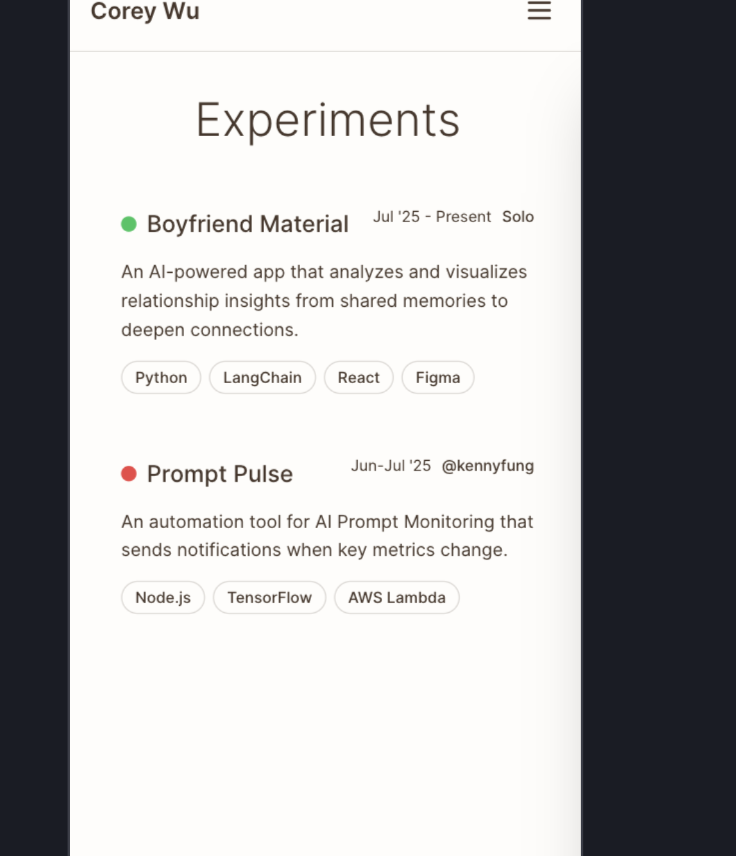 Corey Wu
Experiments
Boyfriend Material Jul '25 - Present Solo
An AI-powered app that analyzes and visualizes
relationship insights from shared memories to
deepen connections.
Python LangChain React Figma
Prompt Pulse Jun-Jul '25 @kennyfung
An automation tool for AI Prompt Monitoring that
sends notifications when key metrics change.
Node.js TensorFlow AWS Lambda